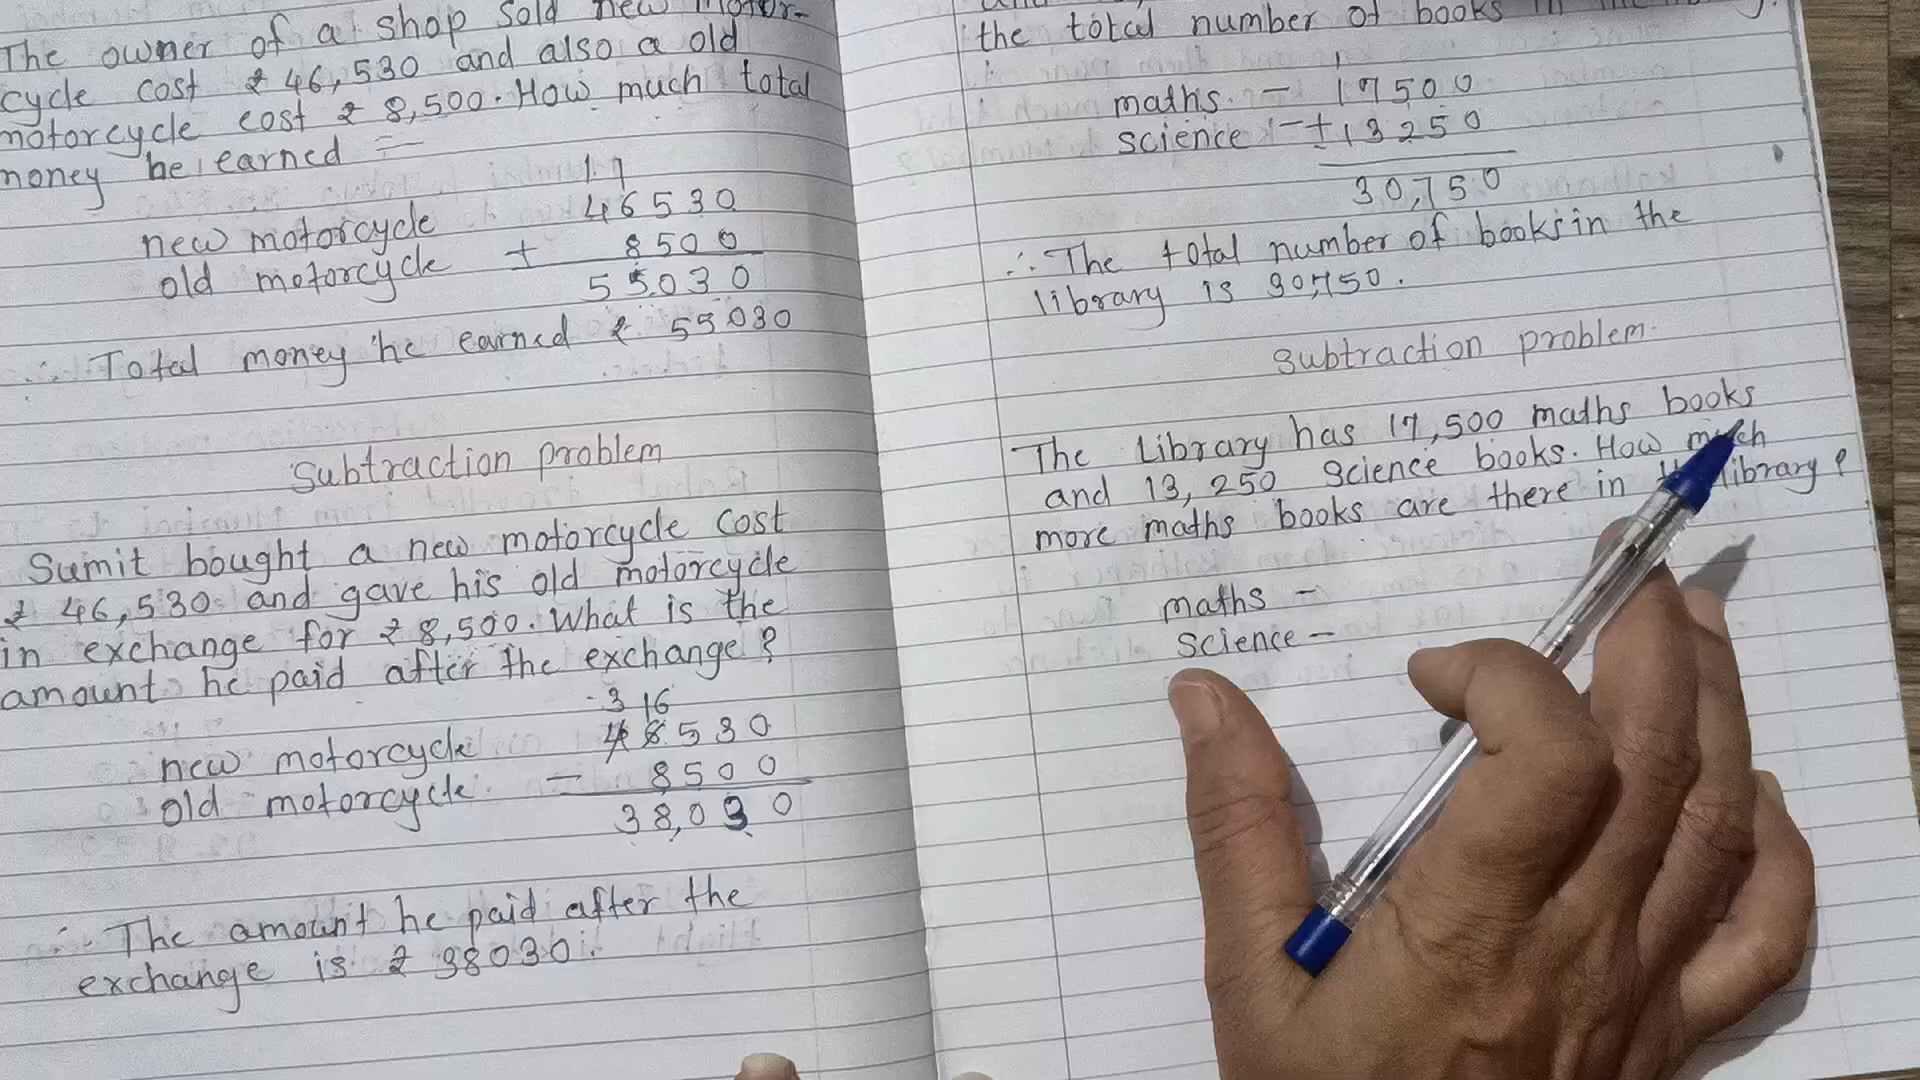 The owner of a shop sold new motor-
cycle cost ₹ 46,530 and also a old
motorcycle cost ₹ 8,500. How much total
money he earned =
1 1
new motorcycle 46530
old motorcycle + 8500
55030
∴ Total money he earned ₹ 55030
Subtraction problem
Sumit bought a new motorcycle cost
₹ 46,530 and gave his old motorcycle
in exchange for ₹ 8,500. What is the
amount he paid after the exchange?
3 16
new motorcycle 46530
old motorcycle - 8500
38,030
∴ The amount he paid after the
exchange is ₹ 38030.
the total number of books in the
1
maths. - 17500
science - + 13250
30,750
∴ The total number of books in the
library is 30,750.
Subtraction problem.
The Library has 17,500 maths books
and 13,250 Science books. How much
more maths books are there in the library?
maths -
Science -